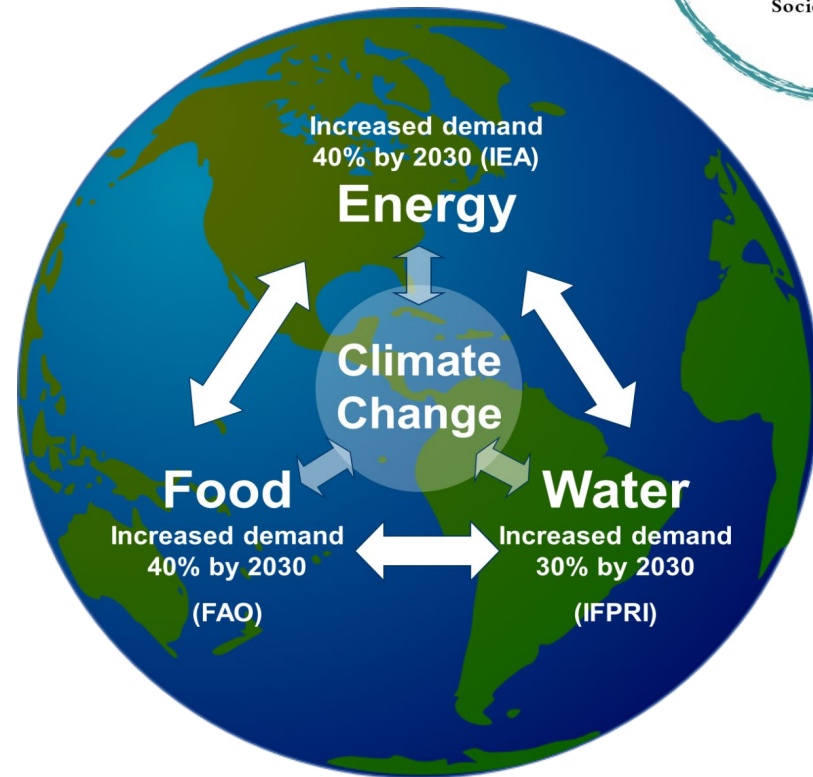 Increased demand
40% by 2030 (IEA)
Energy
Climate
Change
Food
Increased demand
40% by 2030
(FAO)
Water
Increased demand
30% by 2030
(IFPRI)